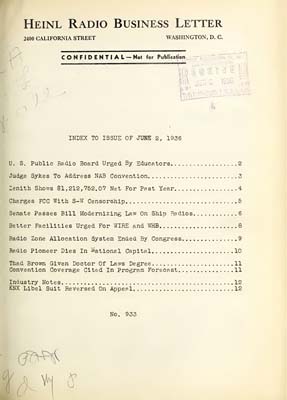 HEINL RADIO BUSINESS LETTER
2400 CALIFORNIA STREET WASHINGTON, D. C.
CONFIDENTIAL—Not for Publication
INDEX TO ISSUE OF JUNE 2, 1936
U. S. Public Radio Board Urged By Educators.................2
Judge Sykes To Address NAB Convention.......................3
Zenith Shows $1,212,752.07 Net For Past Year................4
Charges FCC With S-W Censorship.............................5
Senate Passes Bill Modernizing Law On Ship Radios...........6
Better Facilities Urged For WIRE and WHB....................8
Radio Zone Allocation System Ended By Congress..............9
Radio Pioneer Dies In National Capital.....................10
Thad Brown Given Doctor Of Laws Degree.....................11
Convention Coverage Cited In Program Forecast..............11
Industry Notes.............................................12
KNX Libel Suit Reversed On Appeal..........................12
No. 933